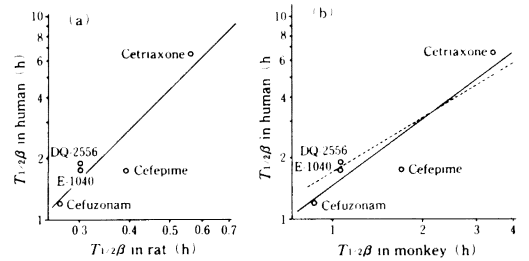 (a)
10
8
6
4
2
1
T1/2β in human (h)
Cetriaxone
DQ-2556
E-1040
Cefepime
Cefuzonam
0.3 0.4 0.5 0.6 0.7
T1/2β in rat (h)
(b)
10
8
6
4
2
1
T1/2β in human (h)
Cetriaxone
DQ-2556
E-1040
Cefepime
Cefuzonam
1 2 3 4
T1/2β in monkey (h)